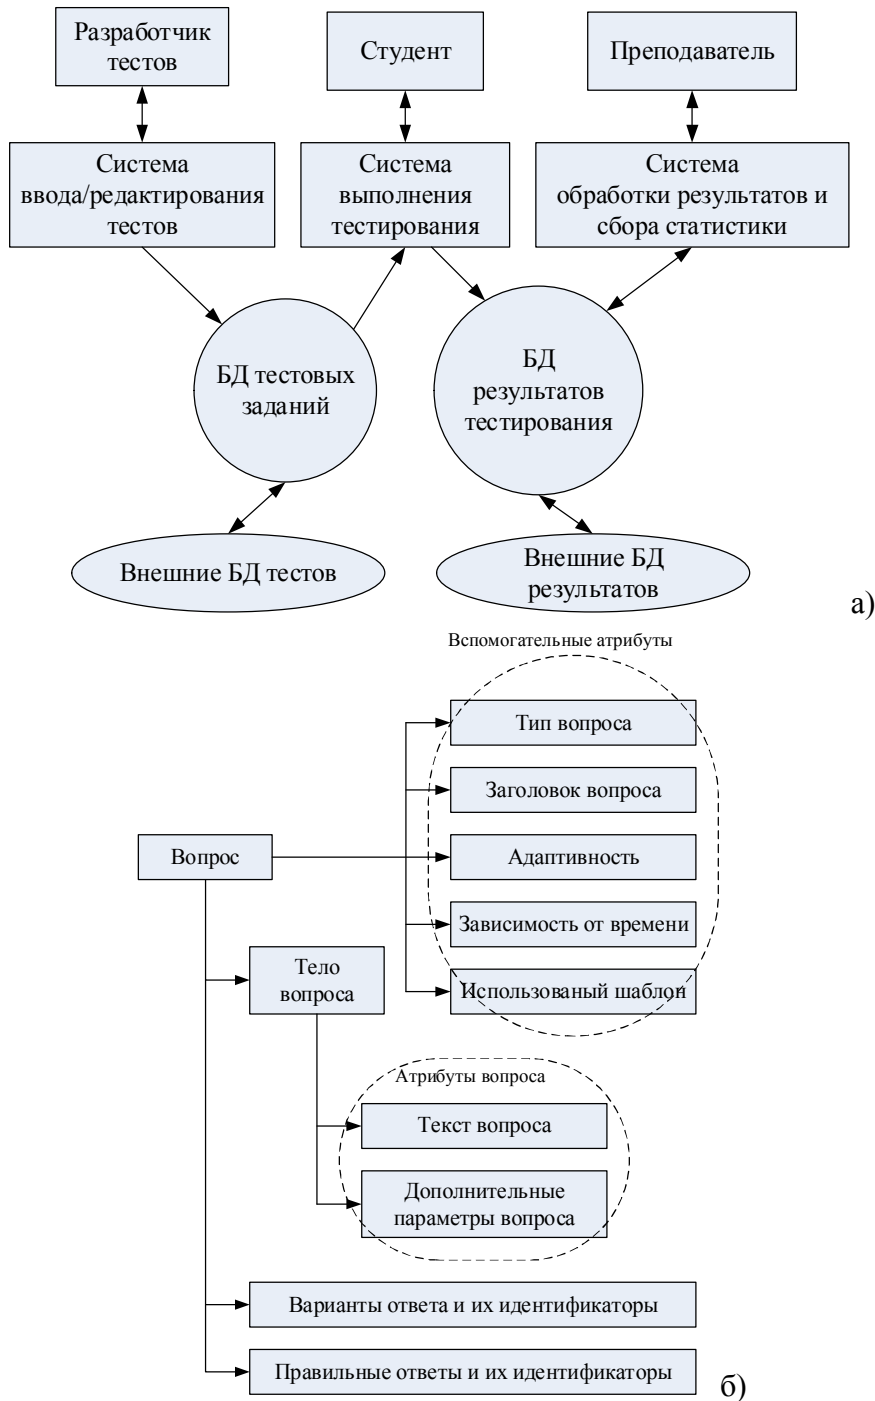 Разработчик
тестов
Студент
Преподаватель
Система
ввода/редактирования
тестов
Система
выполнения
тестирования
Система
обработки результатов и
сбора статистики
БД тестовых
заданий
БД
результатов
тестирования
Внешние БД тестов
Внешние БД
результатов
а)
Вспомогательные атрибуты
Тип вопроса
Заголовок вопроса
Вопрос
Адаптивность
Зависимость от времени
Тело
вопроса
Использованый шаблон
Атрибуты вопроса
Текст вопроса
Дополнительные
параметры вопроса
Варианты ответа и их идентификаторы
Правильные ответы и их идентификаторы
б)